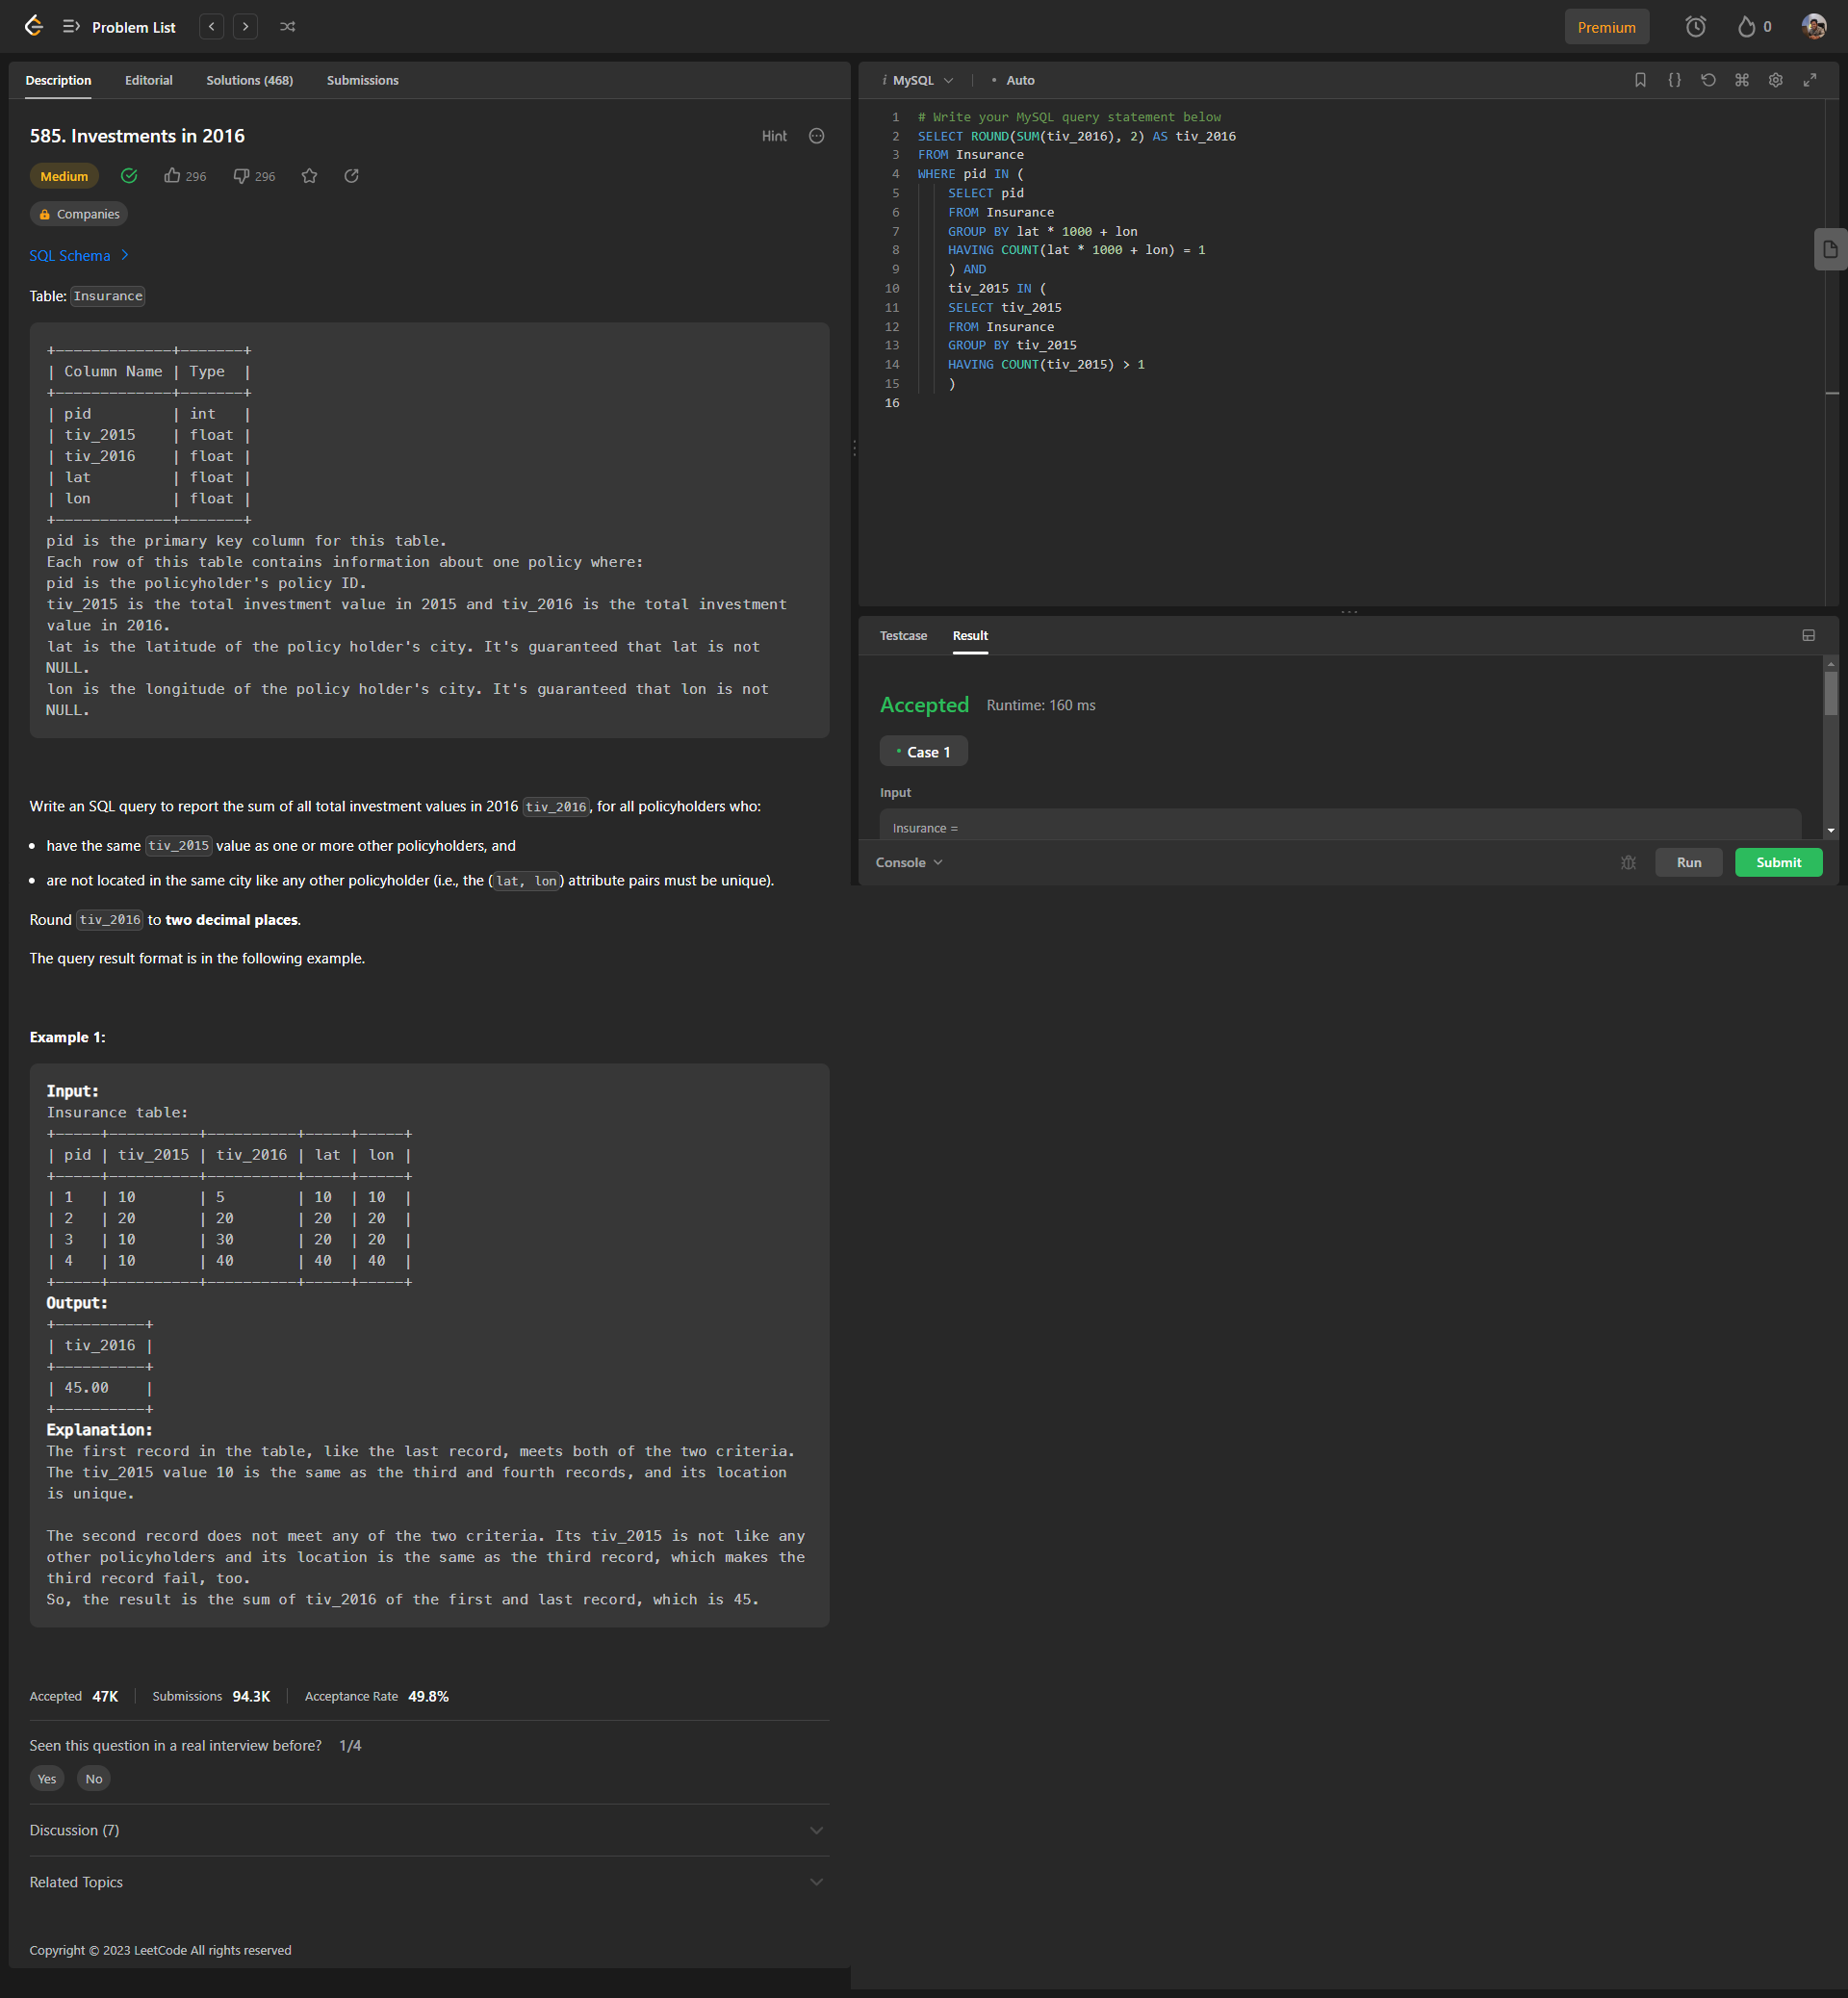 Problem List
Premium
0
Description Editorial Solutions (468) Submissions
585. Investments in 2016
Hint
Medium 296 296
Companies
SQL Schema
Table: Insurance
+-------------+-------+
| Column Name | Type  |
+-------------+-------+
| pid         | int   |
| tiv_2015    | float |
| tiv_2016    | float |
| lat         | float |
| lon         | float |
+-------------+-------+
pid is the primary key column for this table.
Each row of this table contains information about one policy where:
pid is the policyholder's policy ID.
tiv_2015 is the total investment value in 2015 and tiv_2016 is the total investment
value in 2016.
lat is the latitude of the policy holder's city. It's guaranteed that lat is not
NULL.
lon is the longitude of the policy holder's city. It's guaranteed that lon is not
NULL.
Write an SQL query to report the sum of all total investment values in 2016 tiv_2016, for all policyholders who:
• have the same tiv_2015 value as one or more other policyholders, and
• are not located in the same city like any other policyholder (i.e., the (lat, lon) attribute pairs must be unique).
Round tiv_2016 to two decimal places.
The query result format is in the following example.
Example 1:
Input:
Insurance table:
+-----+----------+----------+-----+-----+
| pid | tiv_2015 | tiv_2016 | lat | lon |
+-----+----------+----------+-----+-----+
| 1   | 10       | 5        | 10  | 10  |
| 2   | 20       | 20       | 20  | 20  |
| 3   | 10       | 30       | 20  | 20  |
| 4   | 10       | 40       | 40  | 40  |
+-----+----------+----------+-----+-----+
Output:
+----------+
| tiv_2016 |
+----------+
| 45.00    |
+----------+
Explanation:
The first record in the table, like the last record, meets both of the two criteria.
The tiv_2015 value 10 is the same as the third and fourth records, and its location
is unique.
The second record does not meet any of the two criteria. Its tiv_2015 is not like any
other policyholders and its location is the same as the third record, which makes the
third record fail, too.
So, the result is the sum of tiv_2016 of the first and last record, which is 45.
Accepted 47K Submissions 94.3K Acceptance Rate 49.8%
Seen this question in a real interview before? 1/4
Yes No
Discussion (7)
Related Topics
Copyright © 2023 LeetCode All rights reserved
i MySQL • Auto
1 # Write your MySQL query statement below
2 SELECT ROUND(SUM(tiv_2016), 2) AS tiv_2016
3 FROM Insurance
4 WHERE pid IN (
5     SELECT pid
6     FROM Insurance
7     GROUP BY lat * 1000 + lon
8     HAVING COUNT(lat * 1000 + lon) = 1
9     ) AND
10     tiv_2015 IN (
11     SELECT tiv_2015
12     FROM Insurance
13     GROUP BY tiv_2015
14     HAVING COUNT(tiv_2015) > 1
15     )
16
Testcase Result
Accepted Runtime: 160 ms
• Case 1
Input
Insurance =
Console
Run Submit